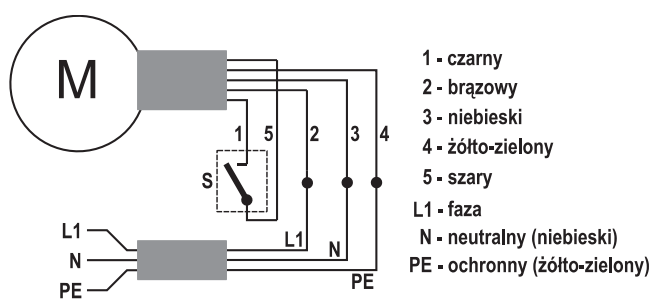 M
1 5 2 3 4
S
L1
N
PE
L1
N
PE
1 - czarny
2 - brązowy
3 - niebieski
4 - żółto-zielony
5 - szary
L1 - faza
N - neutralny (niebieski)
PE - ochronny (żółto-zielony)